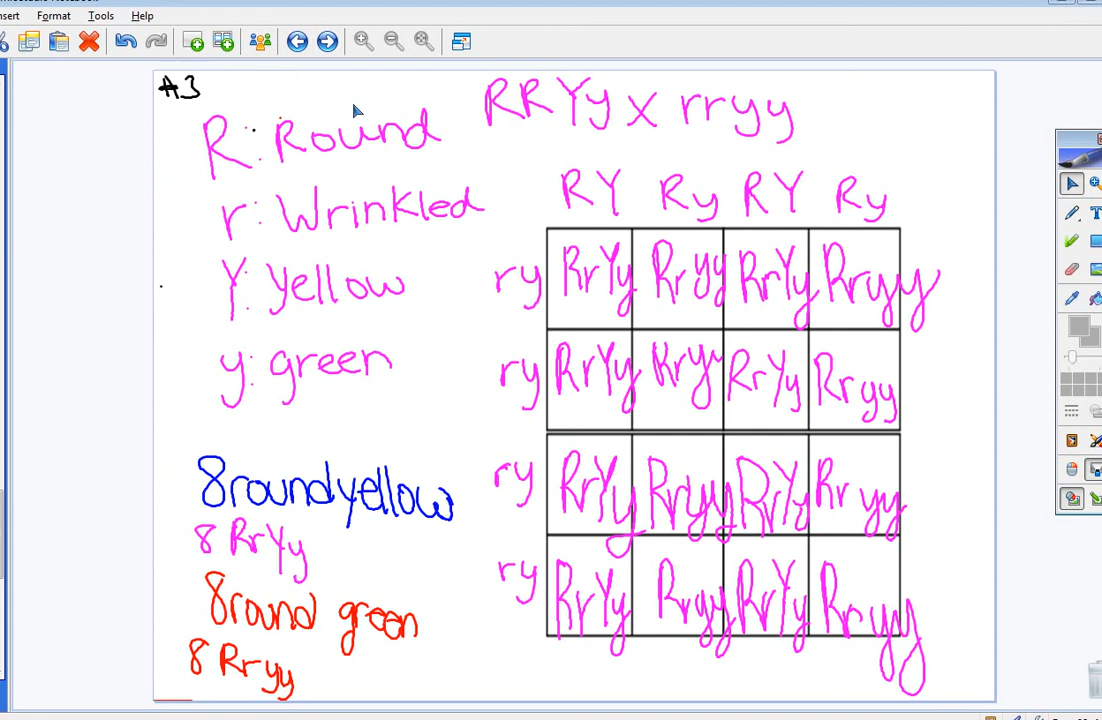 nsert Format Tools Help
#3
RRYy x rryy
R: Round
r: Wrinkled
Y: Yellow
y: green
RY Ry RY Ry
ry RrYy Rryy RrYy Rryy
ry RrYy Rryy RrYy Rryy
ry RrYy Rryy RrYy Rryy
ry RrYy Rryy RrYy Rryy
8 round yellow
8 RrYy
8 round green
8 Rryy